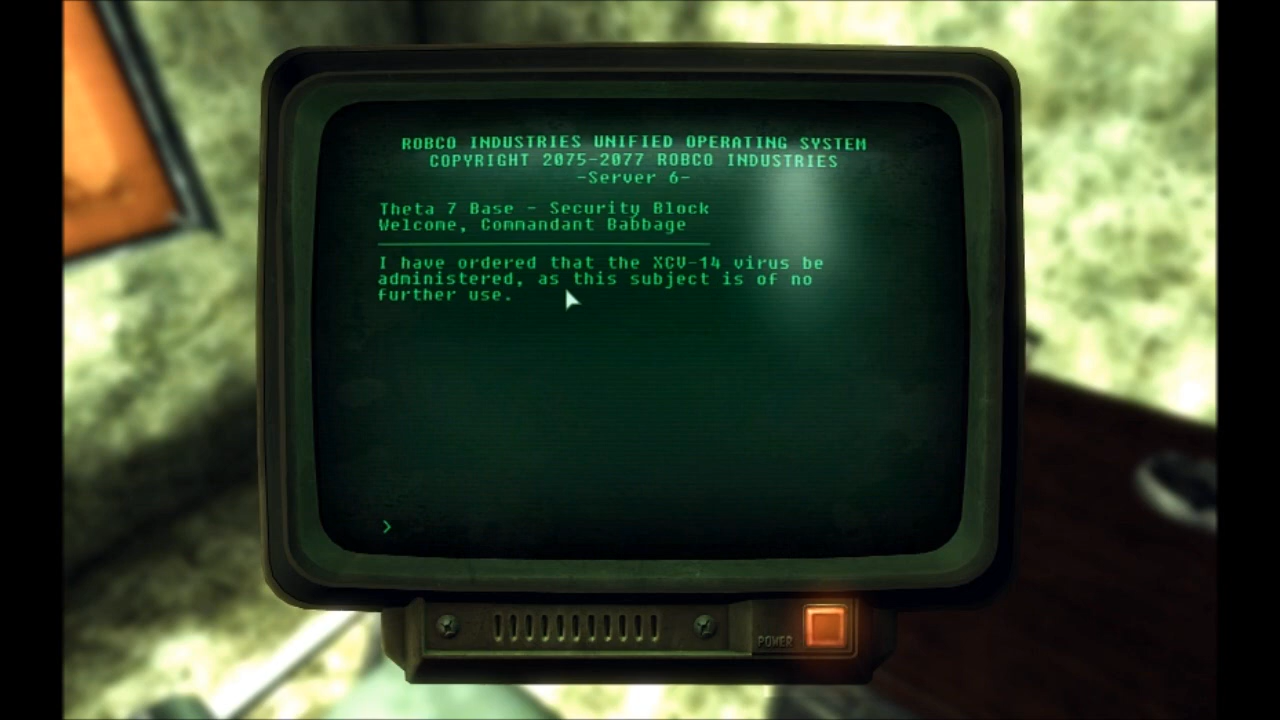 ROBCO INDUSTRIES UNIFIED OPERATING SYSTEM
COPYRIGHT 2075-2077 ROBCO INDUSTRIES
-Server 6-
Theta 7 Base - Security Block
Welcome, Commandant Babbage
I have ordered that the XCV-14 virus be
administered, as this subject is of no
further use.
>
POWER